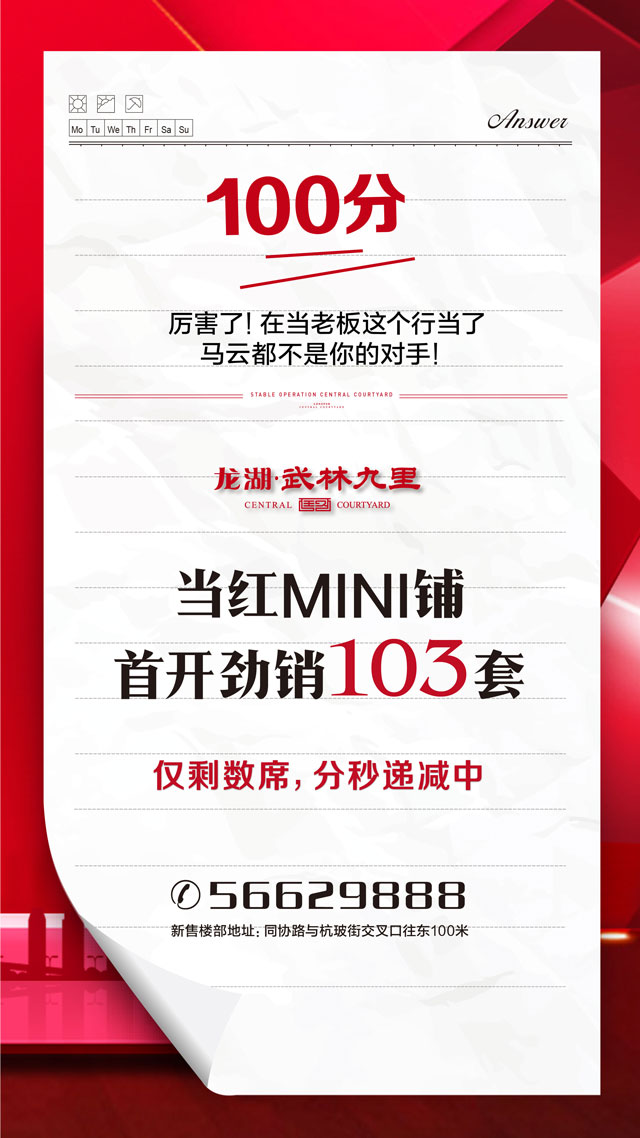 Mo Tu We Th Fr Sa Su
Answer
100分
厉害了！在当老板这个行当了
马云都不是你的对手！
STABLE OPERATION CENTRAL COURTYARD
CENTRAL COURTYARD
龙湖·武林九里
CENTRAL COURTYARD
当红MINI铺
首开劲销103套
仅剩数席，分秒递减中
56629888
新售楼部地址：同协路与杭玻街交叉口往东100米